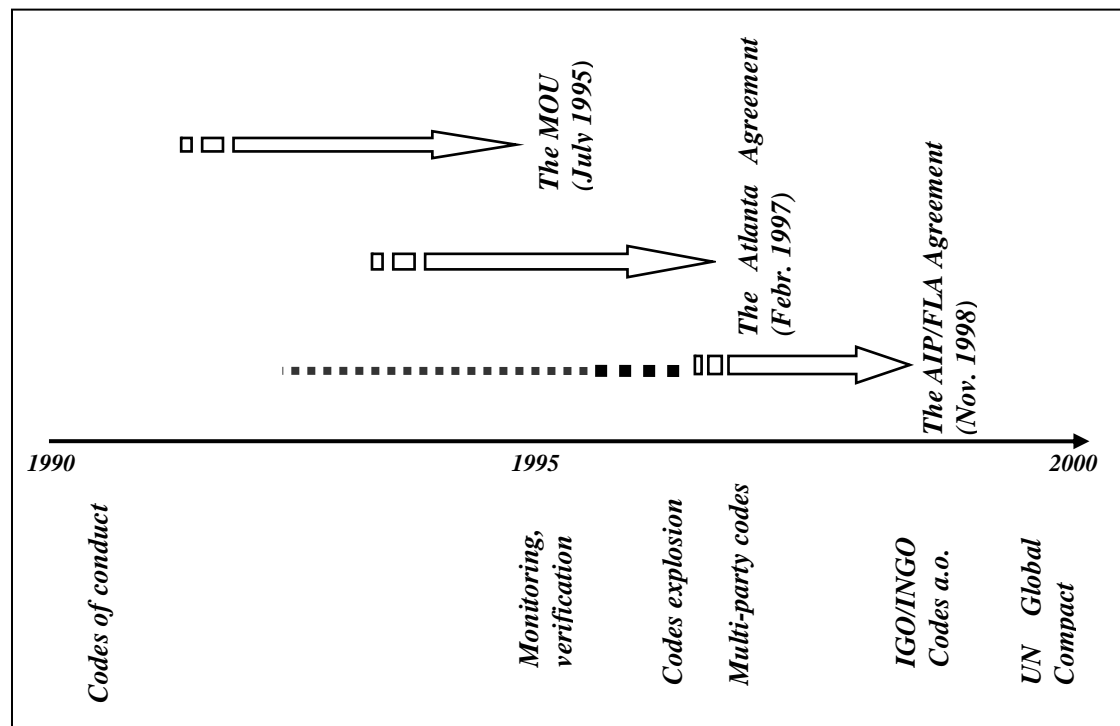 The MOU
(July 1995)
The Atlanta Agreement
(Febr. 1997)
The AIP/FLA Agreement
(Nov. 1998)
1990
1995
2000
Codes of conduct
Monitoring,
verification
Codes explosion
Multi-party codes
IGO/INGO
Codes a.o.
UN Global
Compact